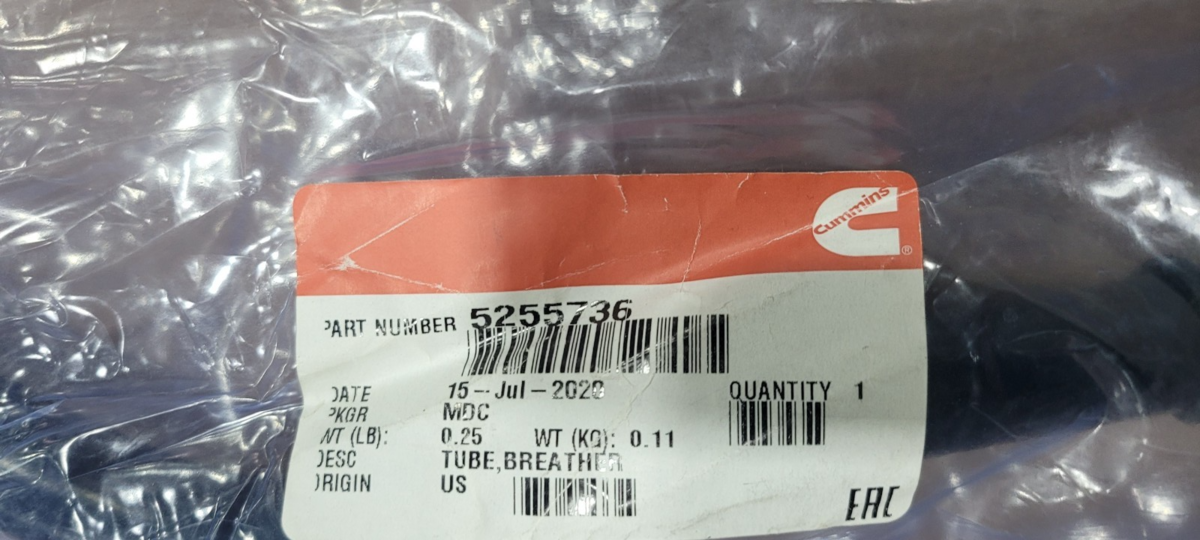 Cummins
®
PART NUMBER 5255736
DATE 15-Jul-2020 QUANTITY 1
PKGR MDC
WT (LB): 0.25 WT (KG): 0.11
DESC TUBE,BREATHER
ORIGIN US
EAC